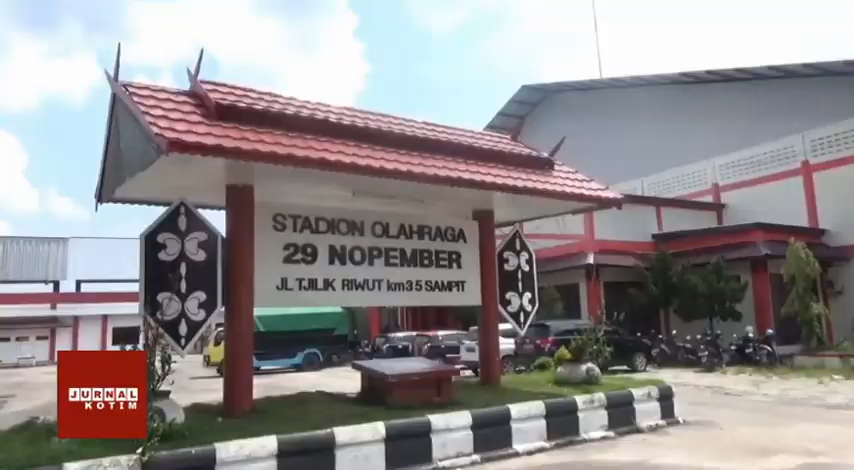 STADION OLAHRAGA
29 NOPEMBER
JL TJILIK RIWUT km 3 5 SAMPIT
JURNAL
KOTIM